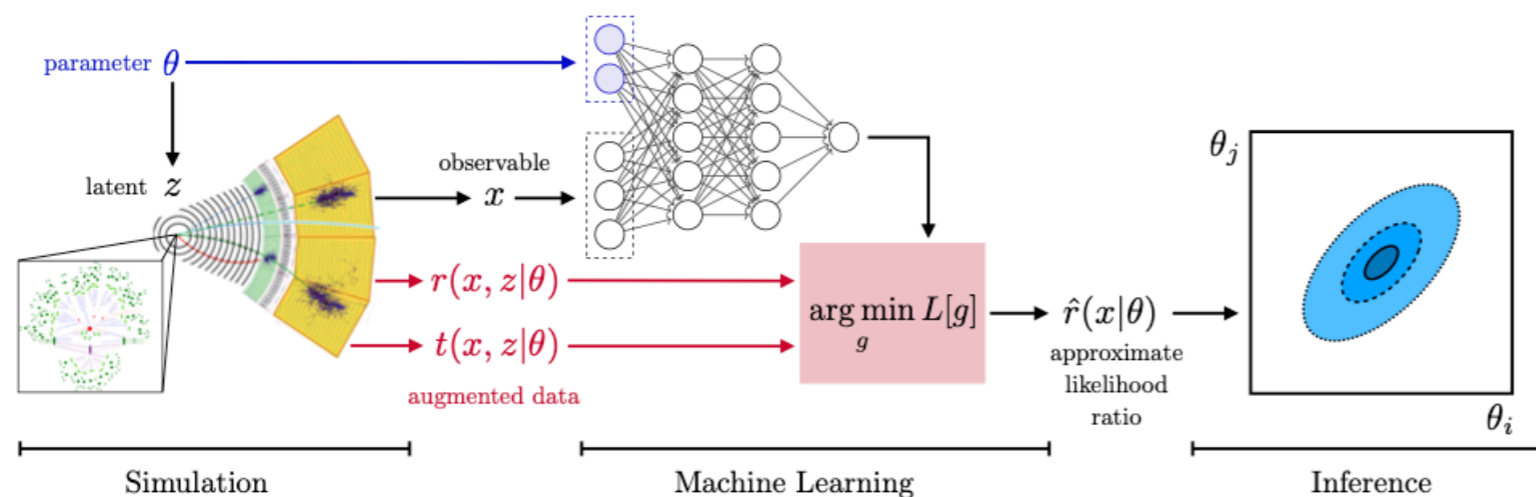 parameter θ
latent z
observable
x
r(x, z|θ)
t(x, z|θ)
augmented data
arg min L[g]
g
r̂(x|θ)
approximate
likelihood
ratio
θj
θi
Simulation
Machine Learning
Inference